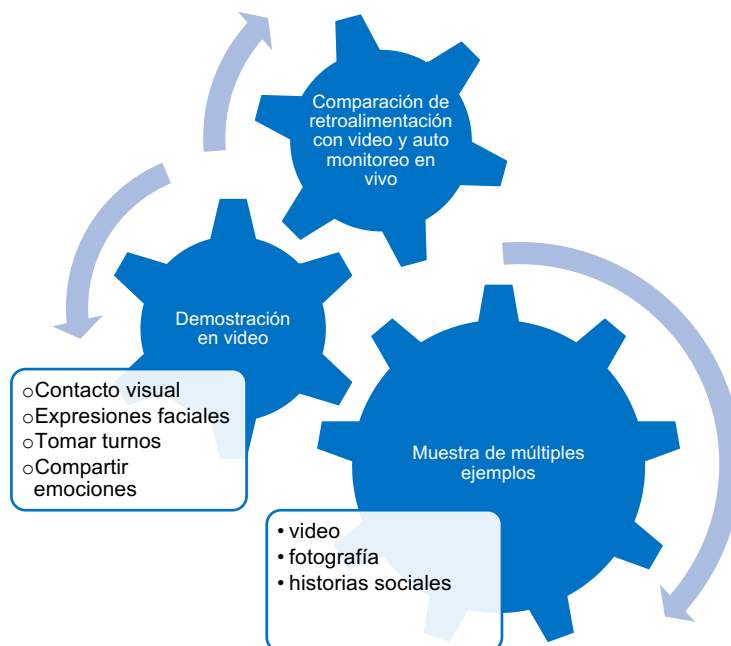 Comparación de
retroalimentación
con video y auto
monitoreo en
vivo
Demostración
en video
oContacto visual
oExpresiones faciales
oTomar turnos
oCompartir
emociones
Muestra de múltiples
ejemplos
• video
• fotografía
• historias sociales